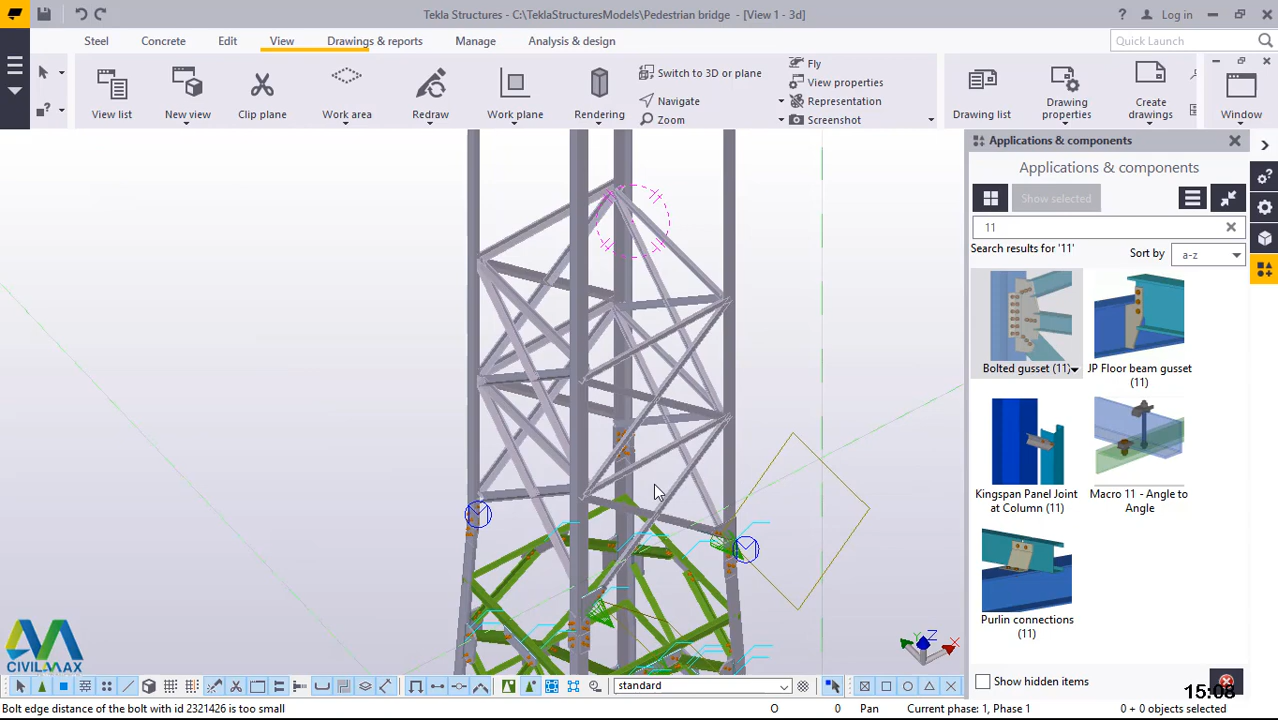 Tekla Structures - C:\TeklaStructuresModels\Pedestrian bridge - [View 1 - 3d]
Log in
Steel
Concrete
Edit
View
Drawings & reports
Manage
Analysis & design
Quick Launch
View list
New view
Clip plane
Work area
Redraw
Work plane
Rendering
Switch to 3D or plane
Navigate
Zoom
Fly
View properties
Representation
Screenshot
Drawing list
Drawing properties
Create drawings
Window
Applications & components
Applications & components
Show selected
11
Search results for '11'
Sort by
a-z
Bolted gusset (11)
JP Floor beam gusset (11)
Kingspan Panel Joint at Column (11)
Macro 11 - Angle to Angle
Purlin connections (11)
Show hidden items
Z
Y
X
CIVILMAX
15:08
standard
Bolt edge distance of the bolt with id 2321426 is too small
O
0
Pan
Current phase: 1, Phase 1
0 + 0 objects selected